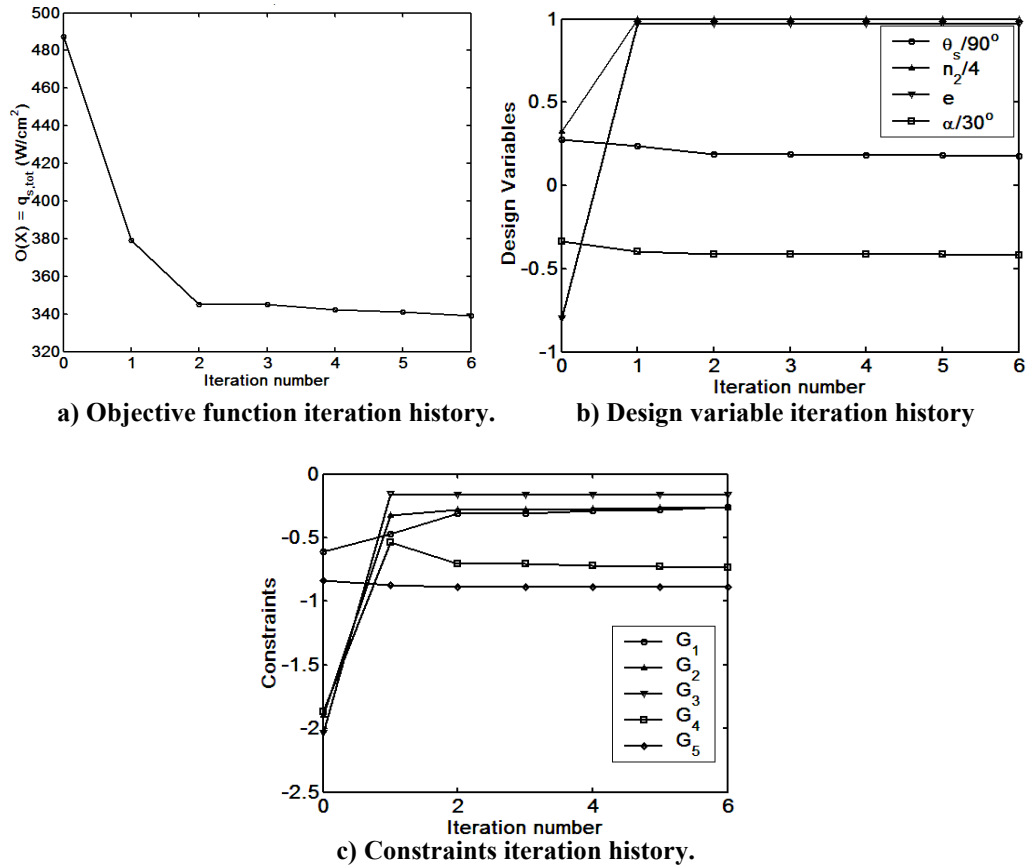 500
480
460
440
420
400
380
360
340
320
0 1 2 3 4 5 6
O(X) = q_s,tot (W/cm²)
Iteration number
a) Objective function iteration history.
1
0.5
0
-0.5
-1
0 1 2 3 4 5 6
Design Variables
Iteration number
θ_s/90°
n_2/4
e
α/30°
b) Design variable iteration history
0
-0.5
-1
-1.5
-2
-2.5
0 2 4 6
Constraints
Iteration number
G_1
G_2
G_3
G_4
G_5
c) Constraints iteration history.